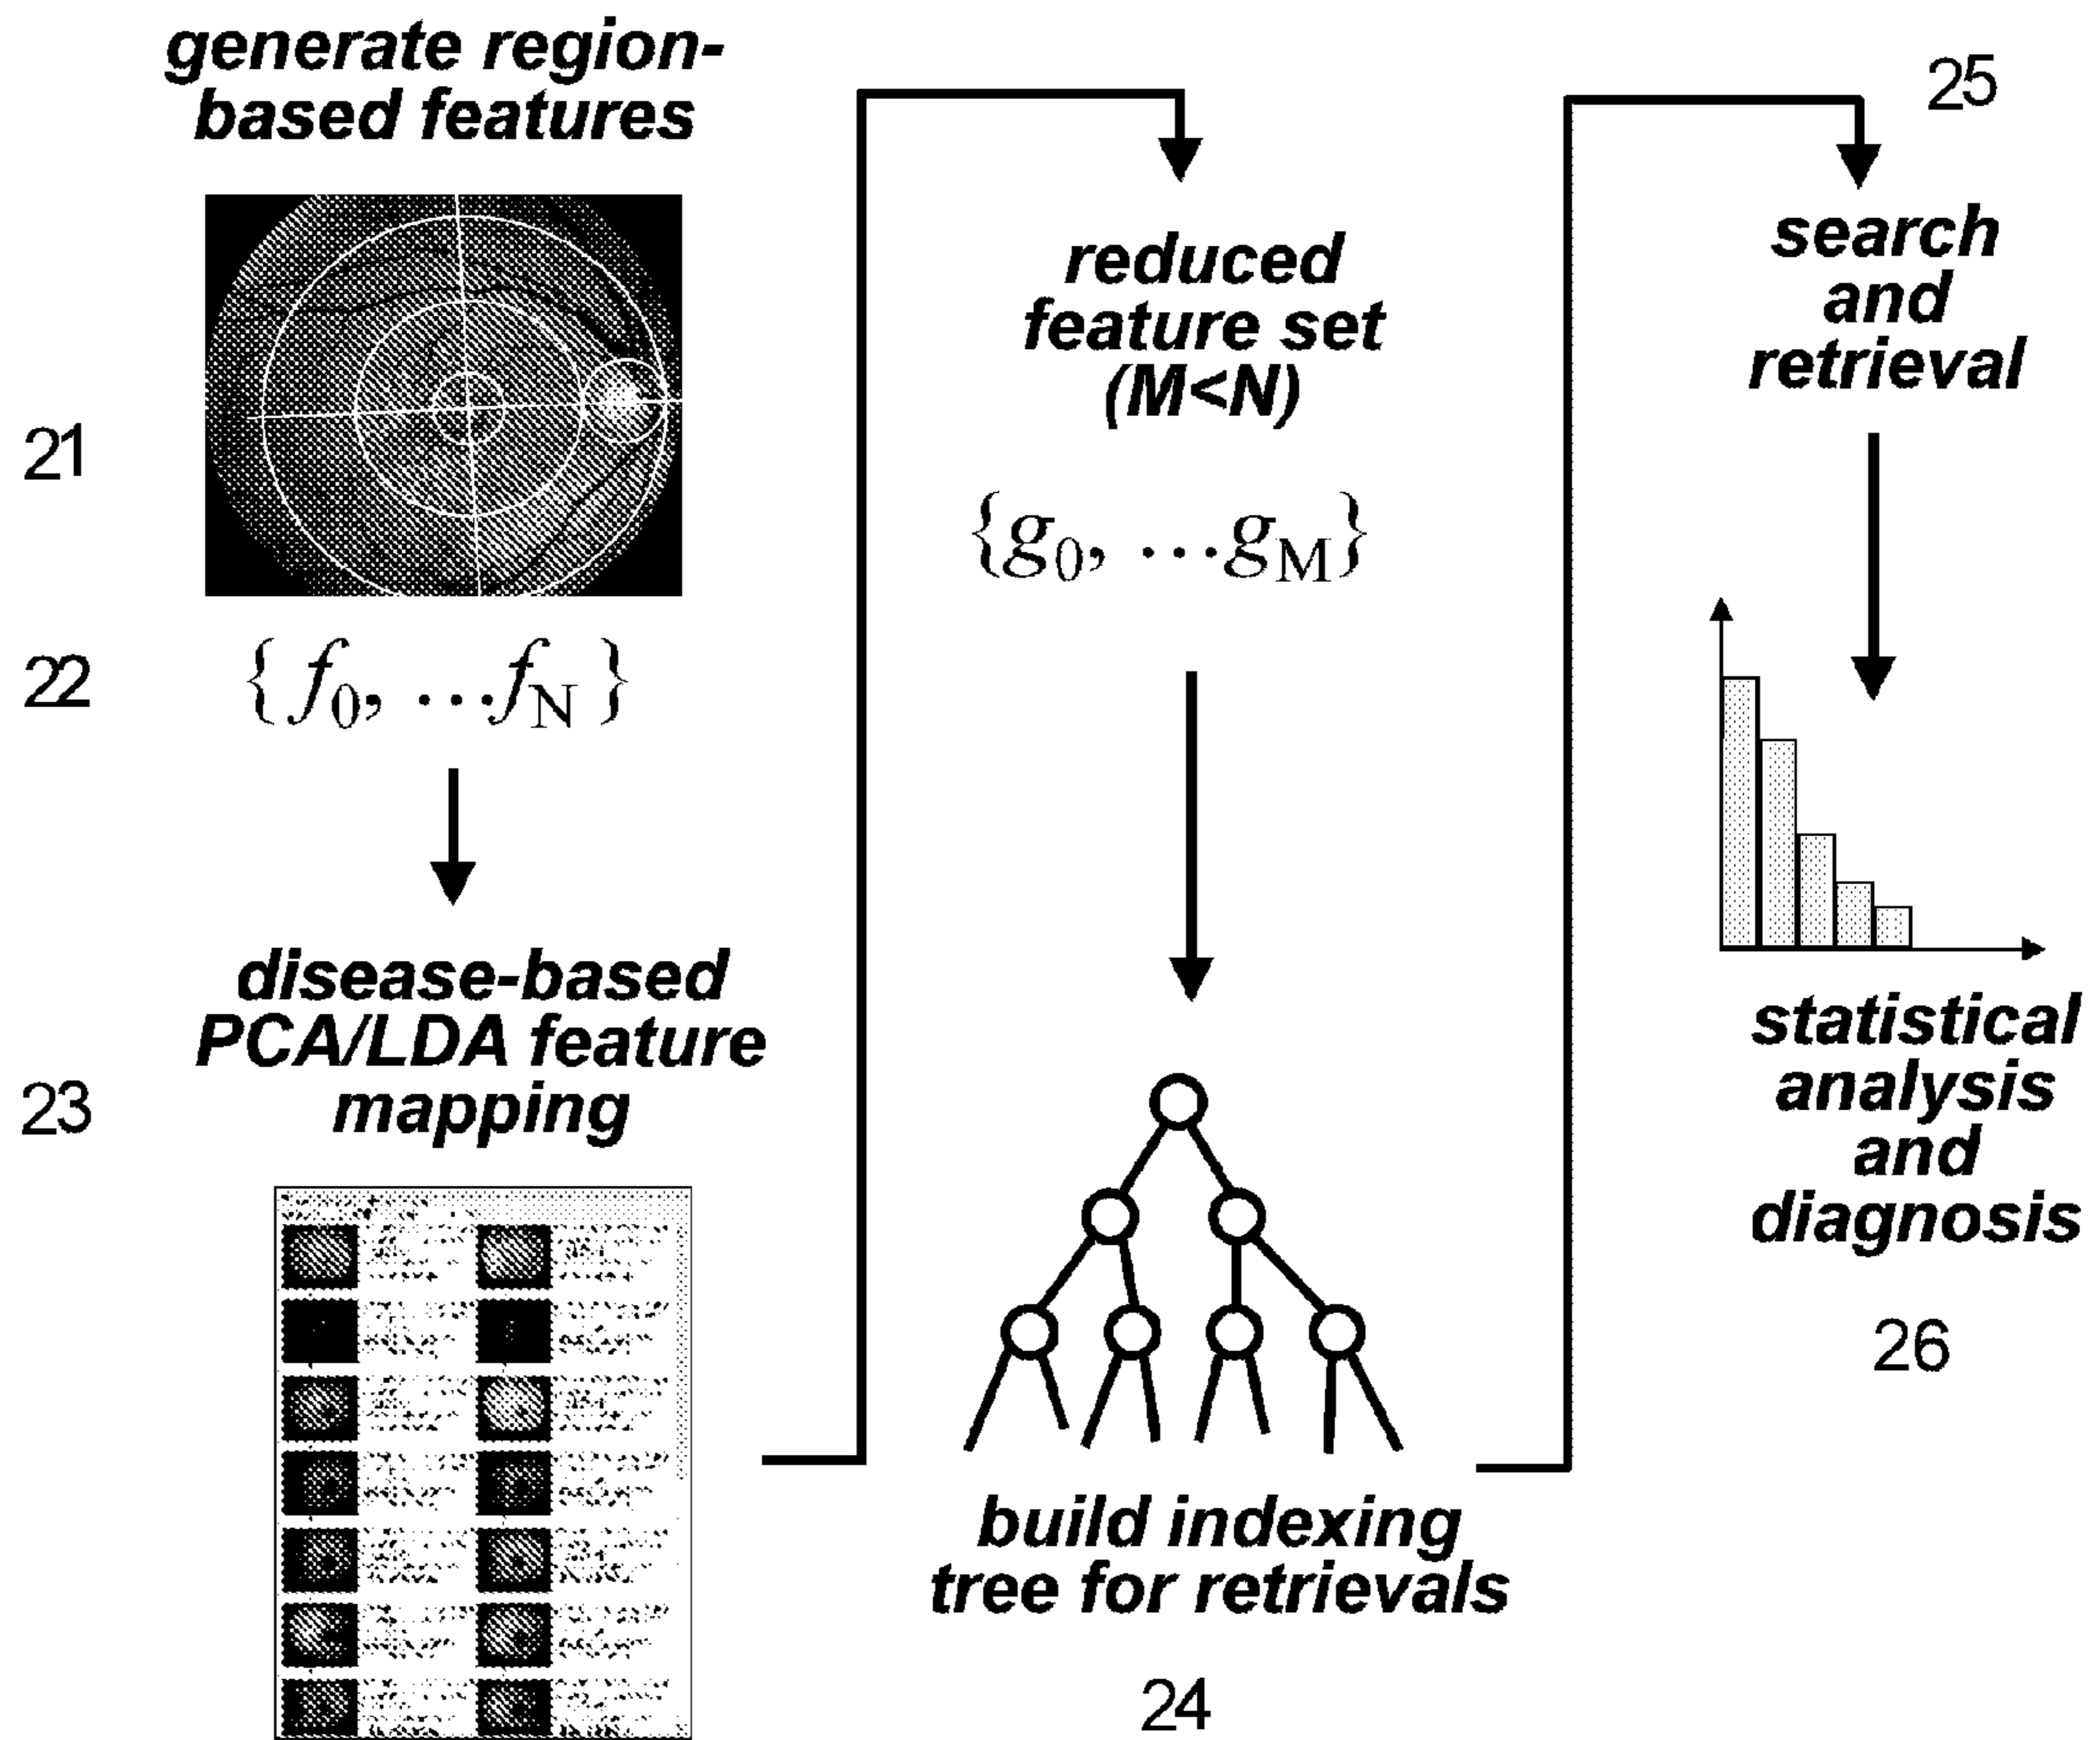 generate region-
based features
21
22
{ f0, ...fN }
disease-based
PCA/LDA feature
mapping
23
reduced
feature set
(M<N)
{g0, ...gM}
build indexing
tree for retrievals
24
25
search
and
retrieval
statistical
analysis
and
diagnosis
26